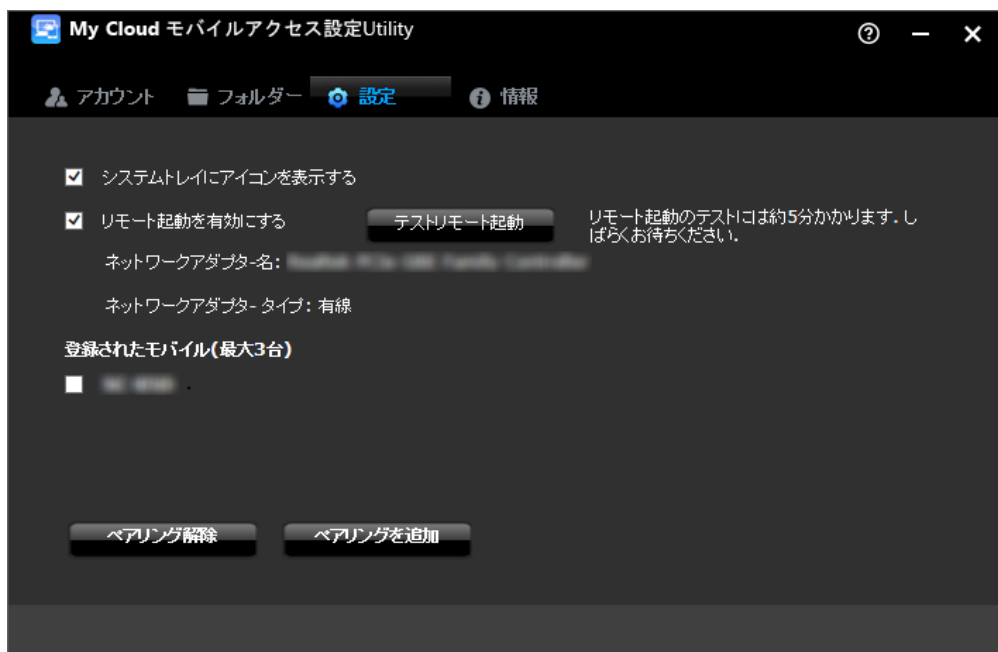 My Cloud モバイルアクセス設定Utility
アカウント フォルダー 設定 情報
システムトレイにアイコンを表示する
リモート起動を有効にする テストリモート起動 リモート起動のテストには約5分かかります. し
ばらくお待ちください.
ネットワークアダプタ-名:
ネットワークアダプタ- タイプ: 有線
登録されたモバイル(最大3台)
ペアリング解除 ペアリングを追加